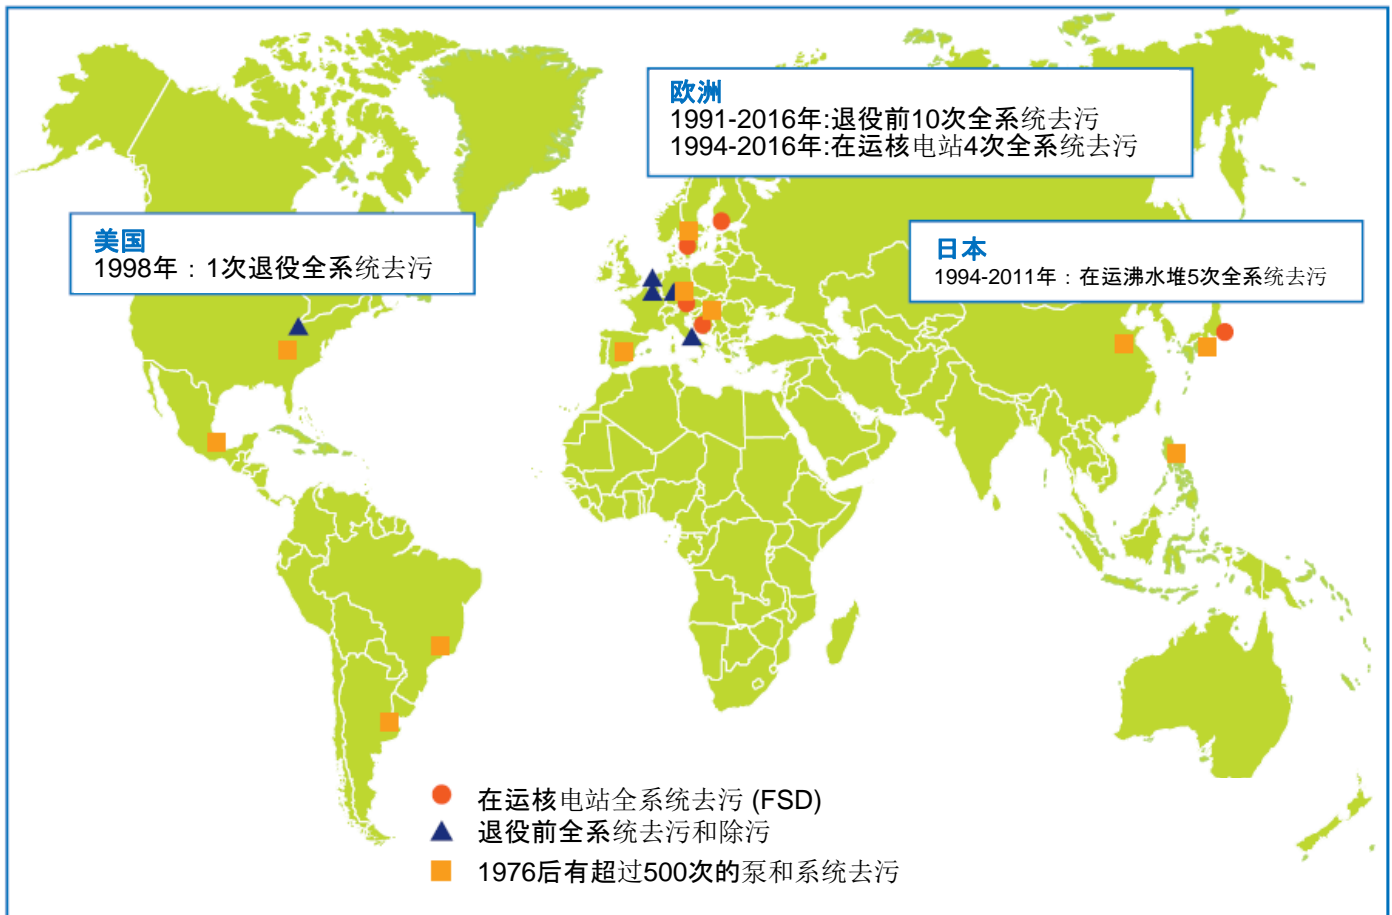 欧洲
1991-2016年:退役前10次全系统去污
1994-2016年:在运核电站4次全系统去污
美国
1998年：1次退役全系统去污
日本
1994-2011年：在运沸水堆5次全系统去污
在运核电站全系统去污 (FSD)
退役前全系统去污和除污
1976后有超过500次的泵和系统去污